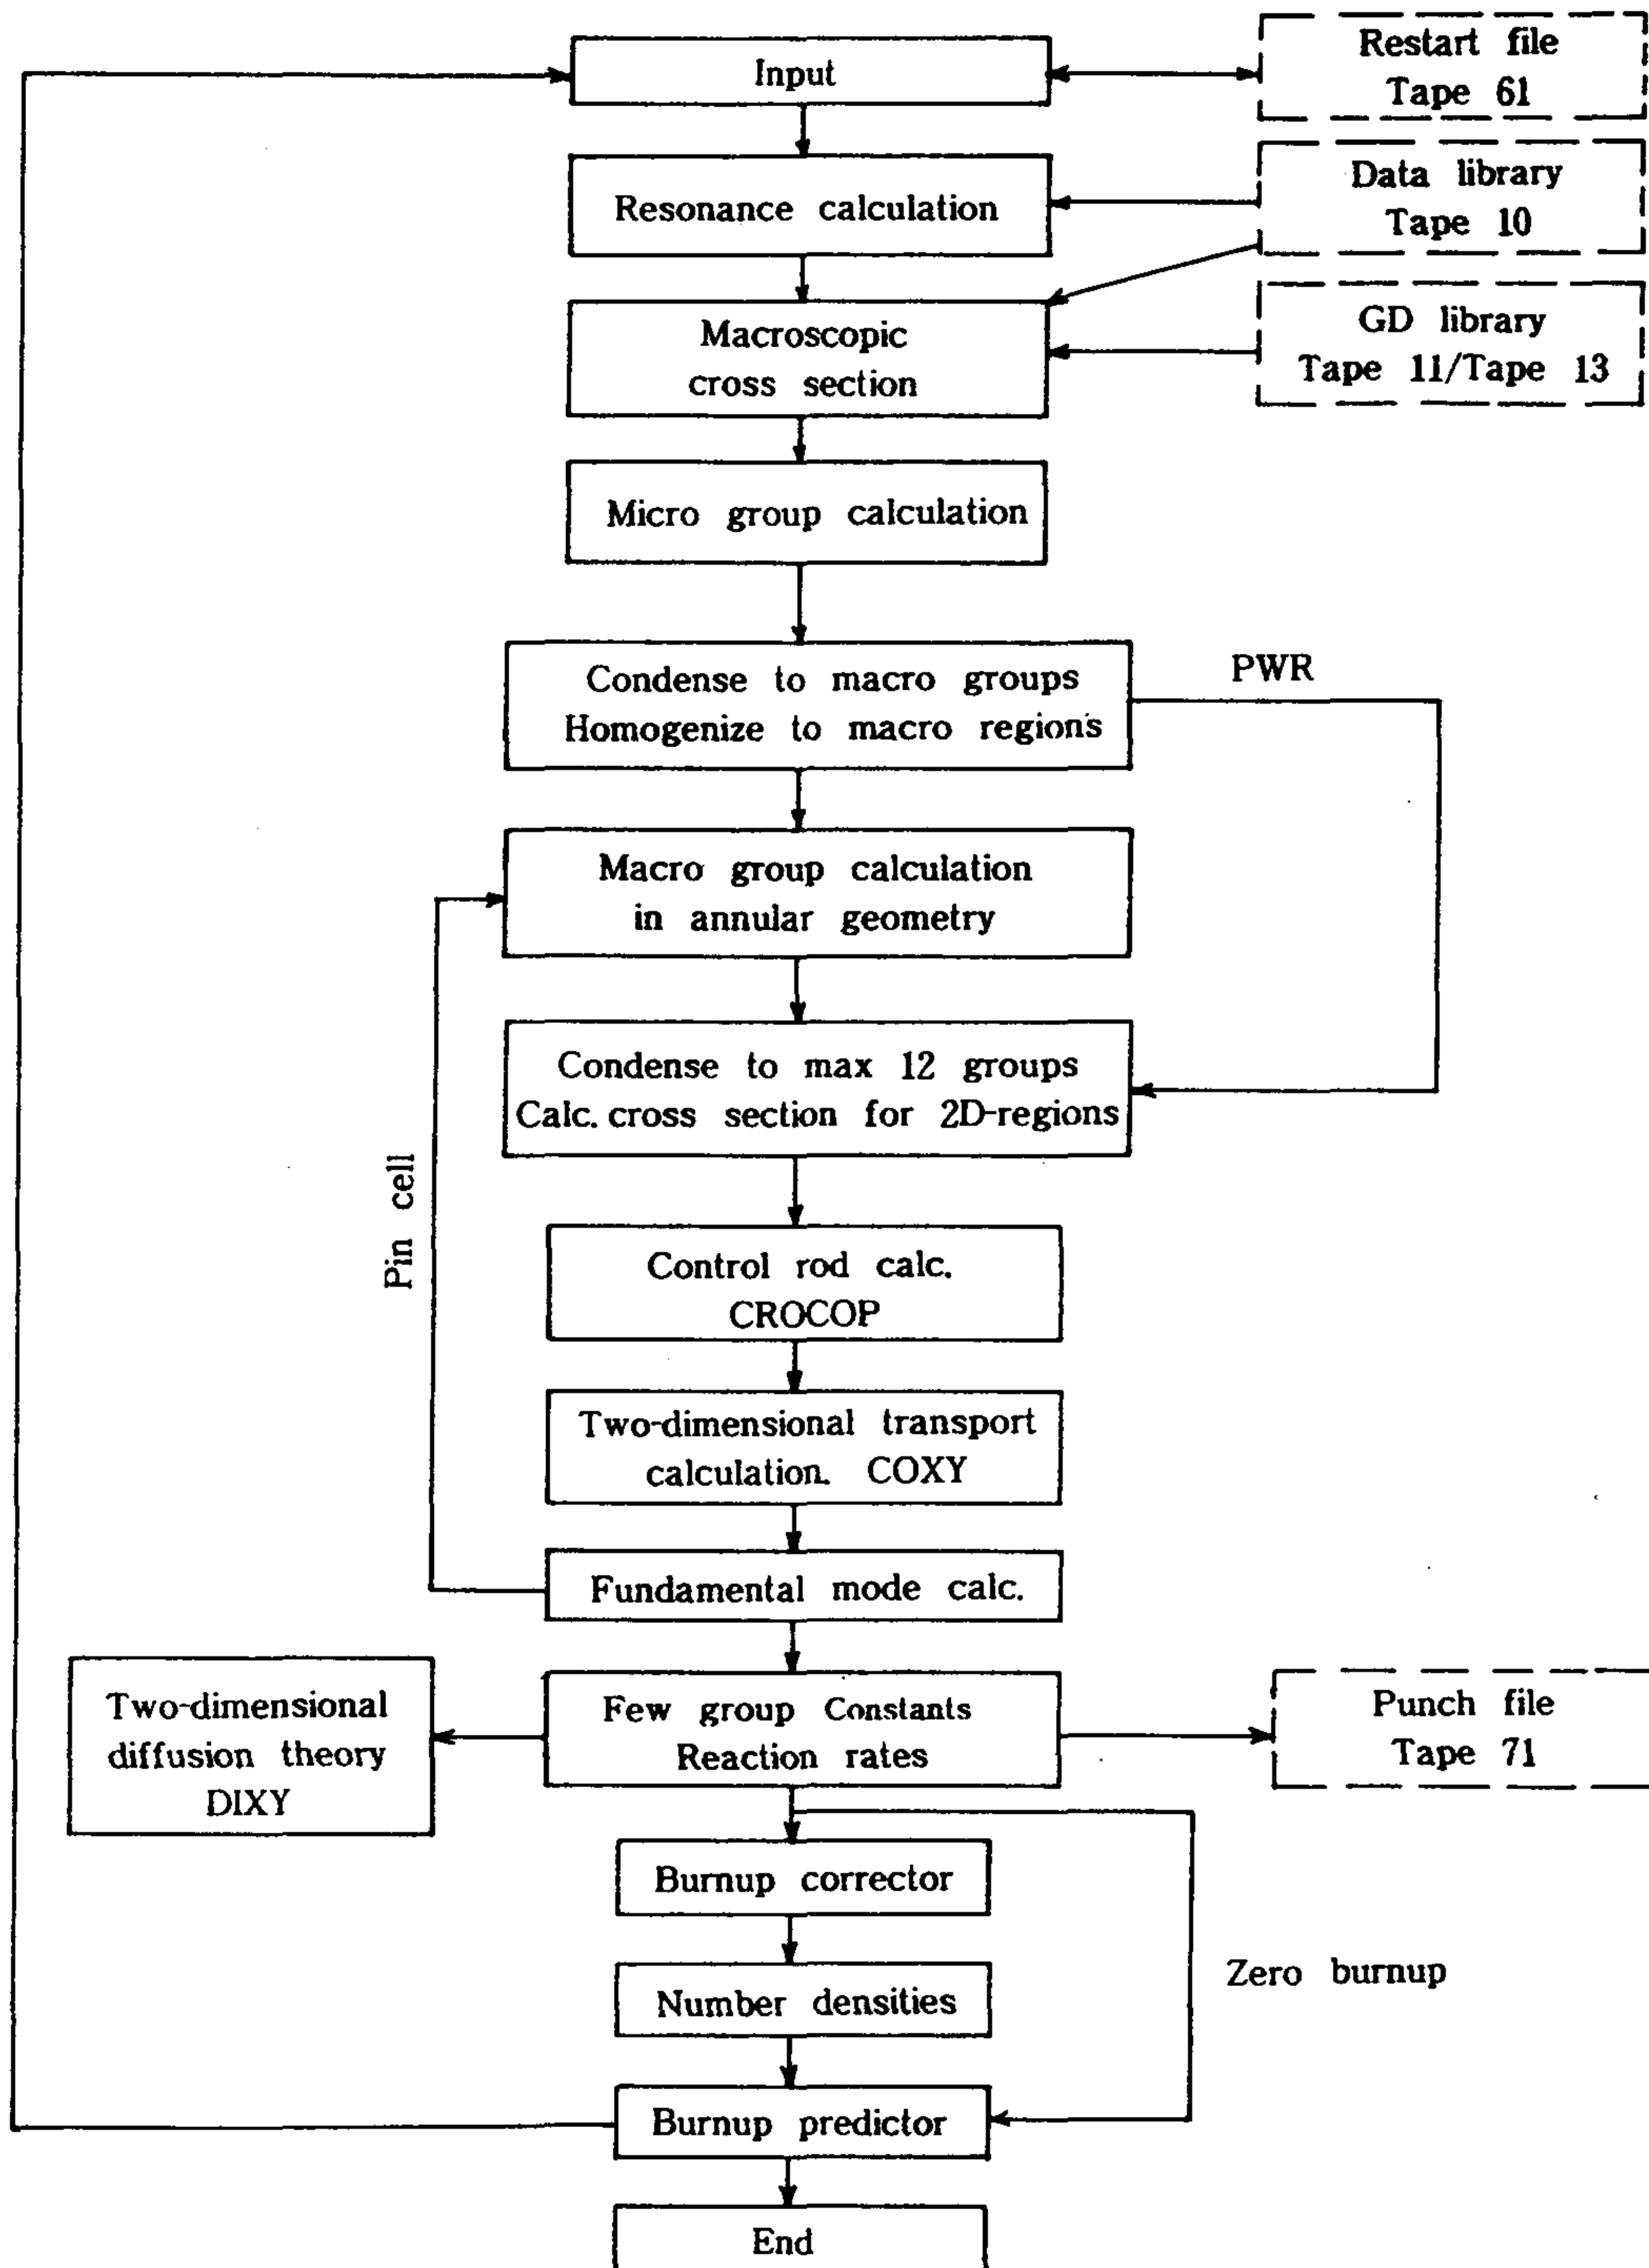 Input
Restart file
Tape 61
Resonance calculation
Data library
Tape 10
Macroscopic
cross section
GD library
Tape 11/Tape 13
Micro group calculation
Condense to macro groups
Homogenize to macro regions
PWR
Macro group calculation
in annular geometry
Condense to max 12 groups
Calc. cross section for 2D-regions
Pin cell
Control rod calc.
CROCOP
Two-dimensional transport
calculation. COXY
Fundamental mode calc.
Two-dimensional
diffusion theory
DIXY
Few group Constants
Reaction rates
Punch file
Tape 71
Burnup corrector
Number densities
Zero burnup
Burnup predictor
End